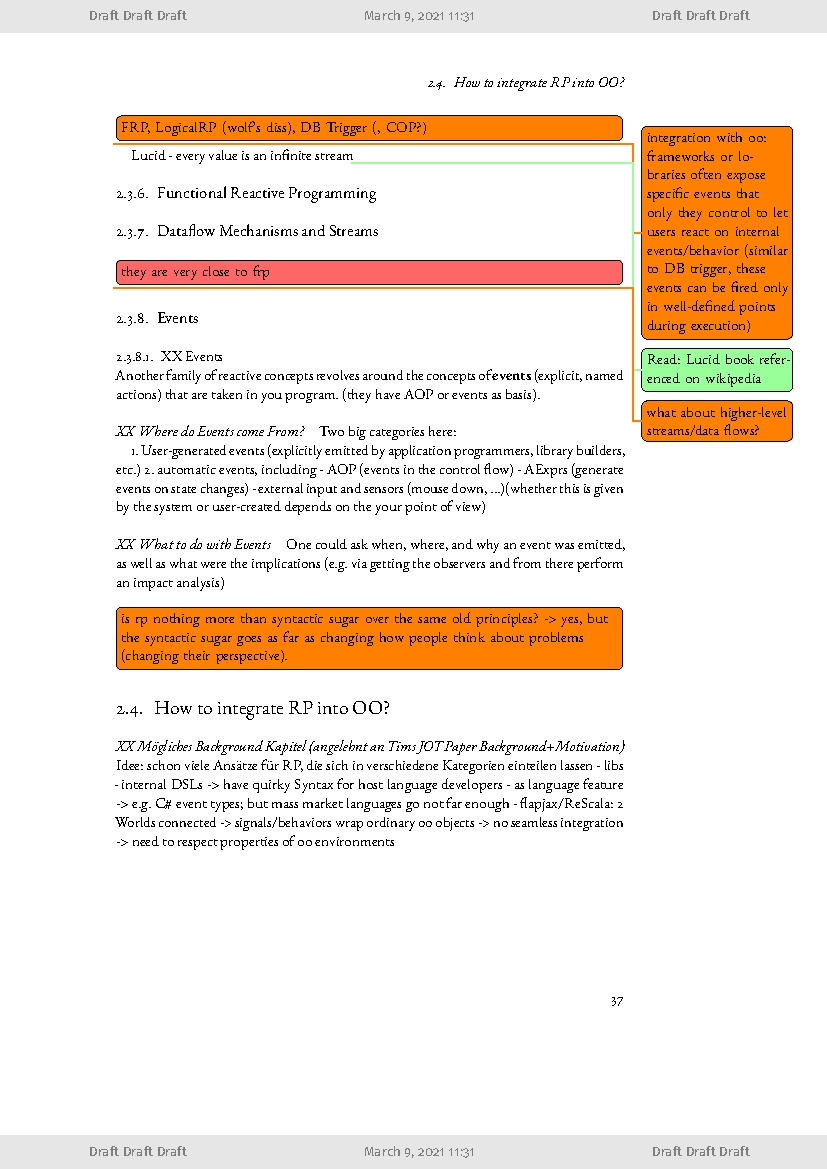 Draft Draft Draft March 9, 2021 11:31 Draft Draft Draft
2.4. How to integrate RP into OO?
FRP, LogicalRP (wolf's diss), DB Trigger (, COP?)
Lucid - every value is an infinite stream
2.3.6. Functional Reactive Programming
2.3.7. Dataflow Mechanisms and Streams
they are very close to frp
2.3.8. Events
2.3.8.1. XX Events
Another family of reactive concepts revolves around the concepts of events (explicit, named
actions) that are taken in you program. (they have AOP or events as basis).
XX Where do Events come From? Two big categories here:
1. User-generated events (explicitly emitted by application programmers, library builders,
etc.) 2. automatic events, including - AOP (events in the control flow) - AExprs (generate
events on state changes) - external input and sensors (mouse down, ...)(whether this is given
by the system or user-created depends on the your point of view)
XX What to do with Events One could ask when, where, and why an event was emitted,
as well as what were the implications (e.g. via getting the observers and from there perform
an impact analysis)
is rp nothing more than syntactic sugar over the same old principles? -> yes, but
the syntactic sugar goes as far as changing how people think about problems
(changing their perspective).
2.4. How to integrate RP into OO?
XX Mögliches Background Kapitel (angelehnt an Tims JOT Paper Background+Motivation)
Idee: schon viele Ansätze für RP, die sich in verschiedene Kategorien einteilen lassen - libs
- internal DSLs -> have quirky Syntax for host language developers - as language feature
-> e.g. C# event types; but mass market languages go not far enough - flapjax/ReScala: 2
Worlds connected -> signals/behaviors wrap ordinary oo objects -> no seamless integration
-> need to respect properties of oo environments
integration with oo:
frameworks or lo-
braries often expose
specific events that
only they control to let
users react on internal
events/behavior (similar
to DB trigger, these
events can be fired only
in well-defined points
during execution)
Read: Lucid book refer-
enced on wikipedia
what about higher-level
streams/data flows?
37
Draft Draft Draft March 9, 2021 11:31 Draft Draft Draft